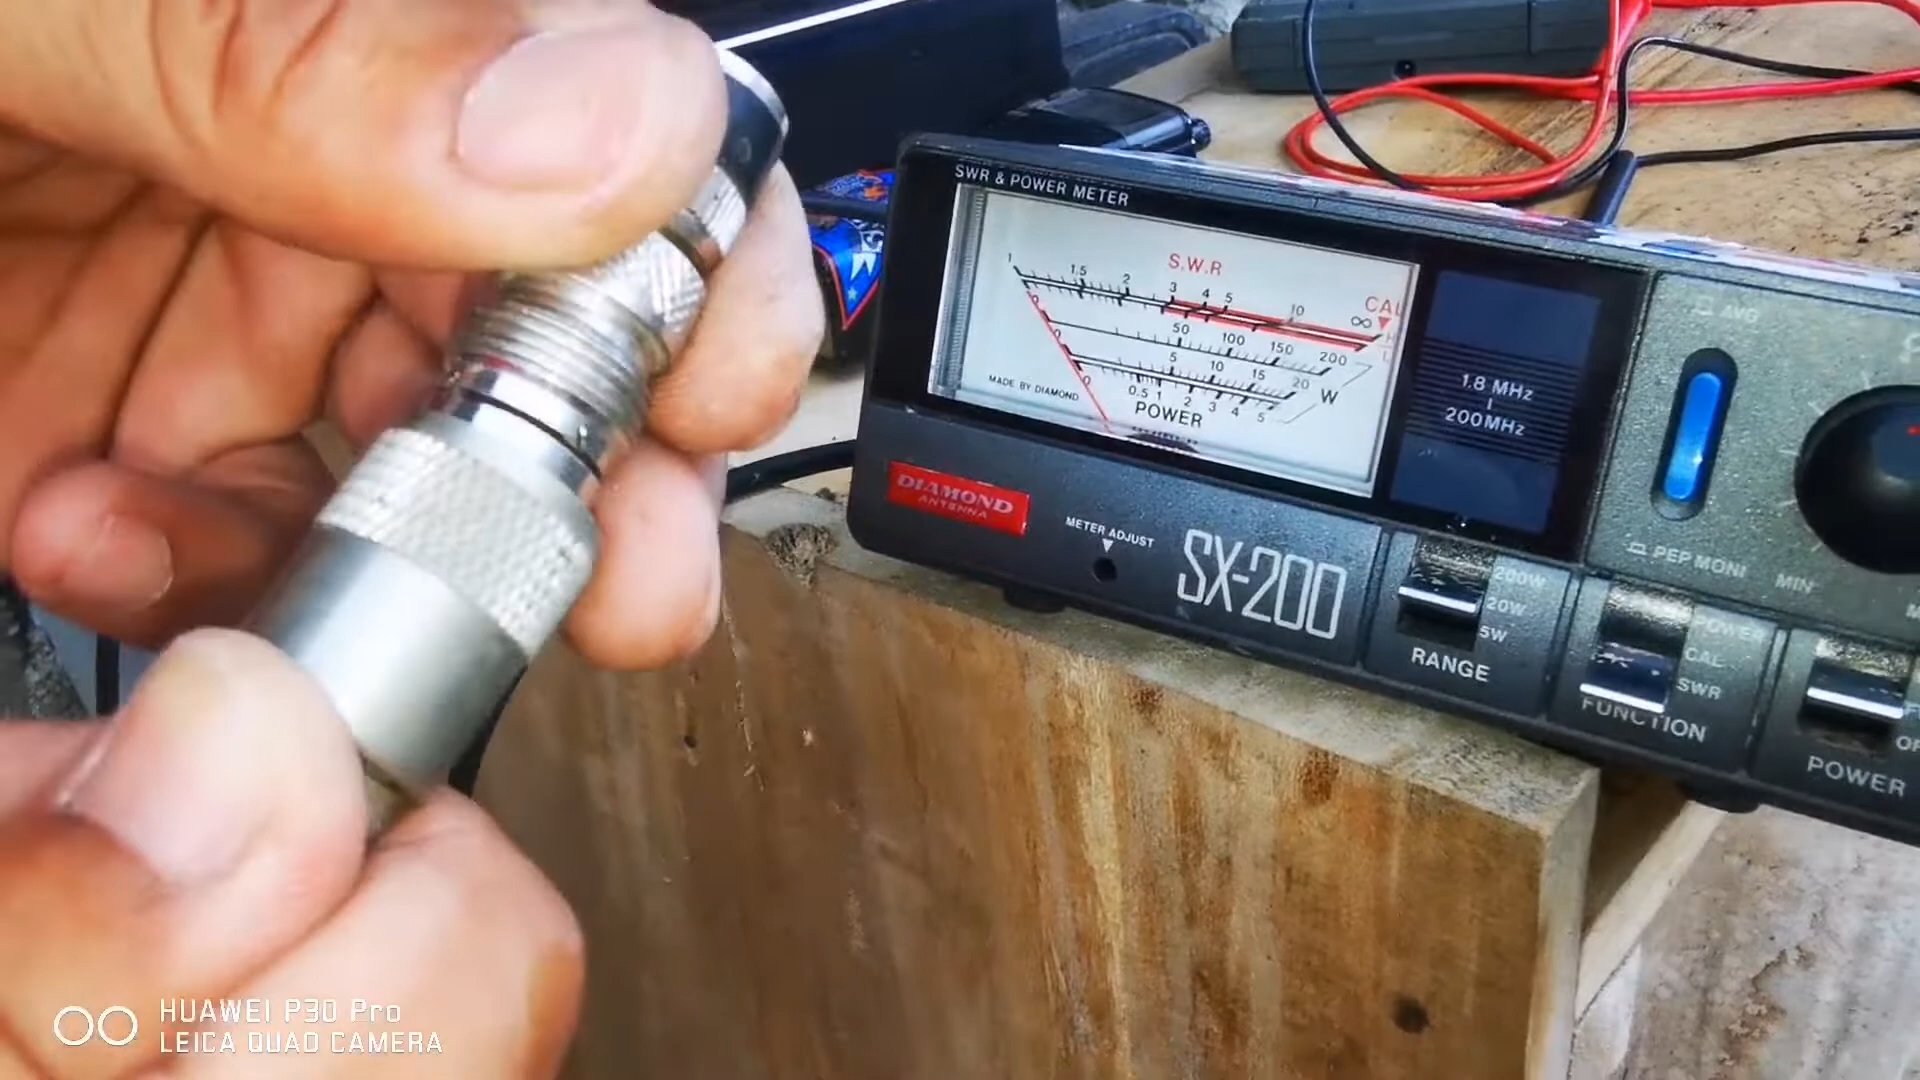 SWR & POWER METER
S.W.R
1 1.5 2 3 4 5 10 ∞ CAL
H
L
0 50 100 150 200
0 5 10 15 20 W
0 0.5 1 2 3 4 5
MADE BY DIAMOND
POWER
1.8 MHz
200MHz
AVG
PEP MONI
MIN
DIAMOND
ANTENNA
METER ADJUST
SX-200
200W
20W
5W
RANGE
POWER
CAL
SWR
FUNCTION
POWER
HUAWEI P30 Pro
LEICA QUAD CAMERA